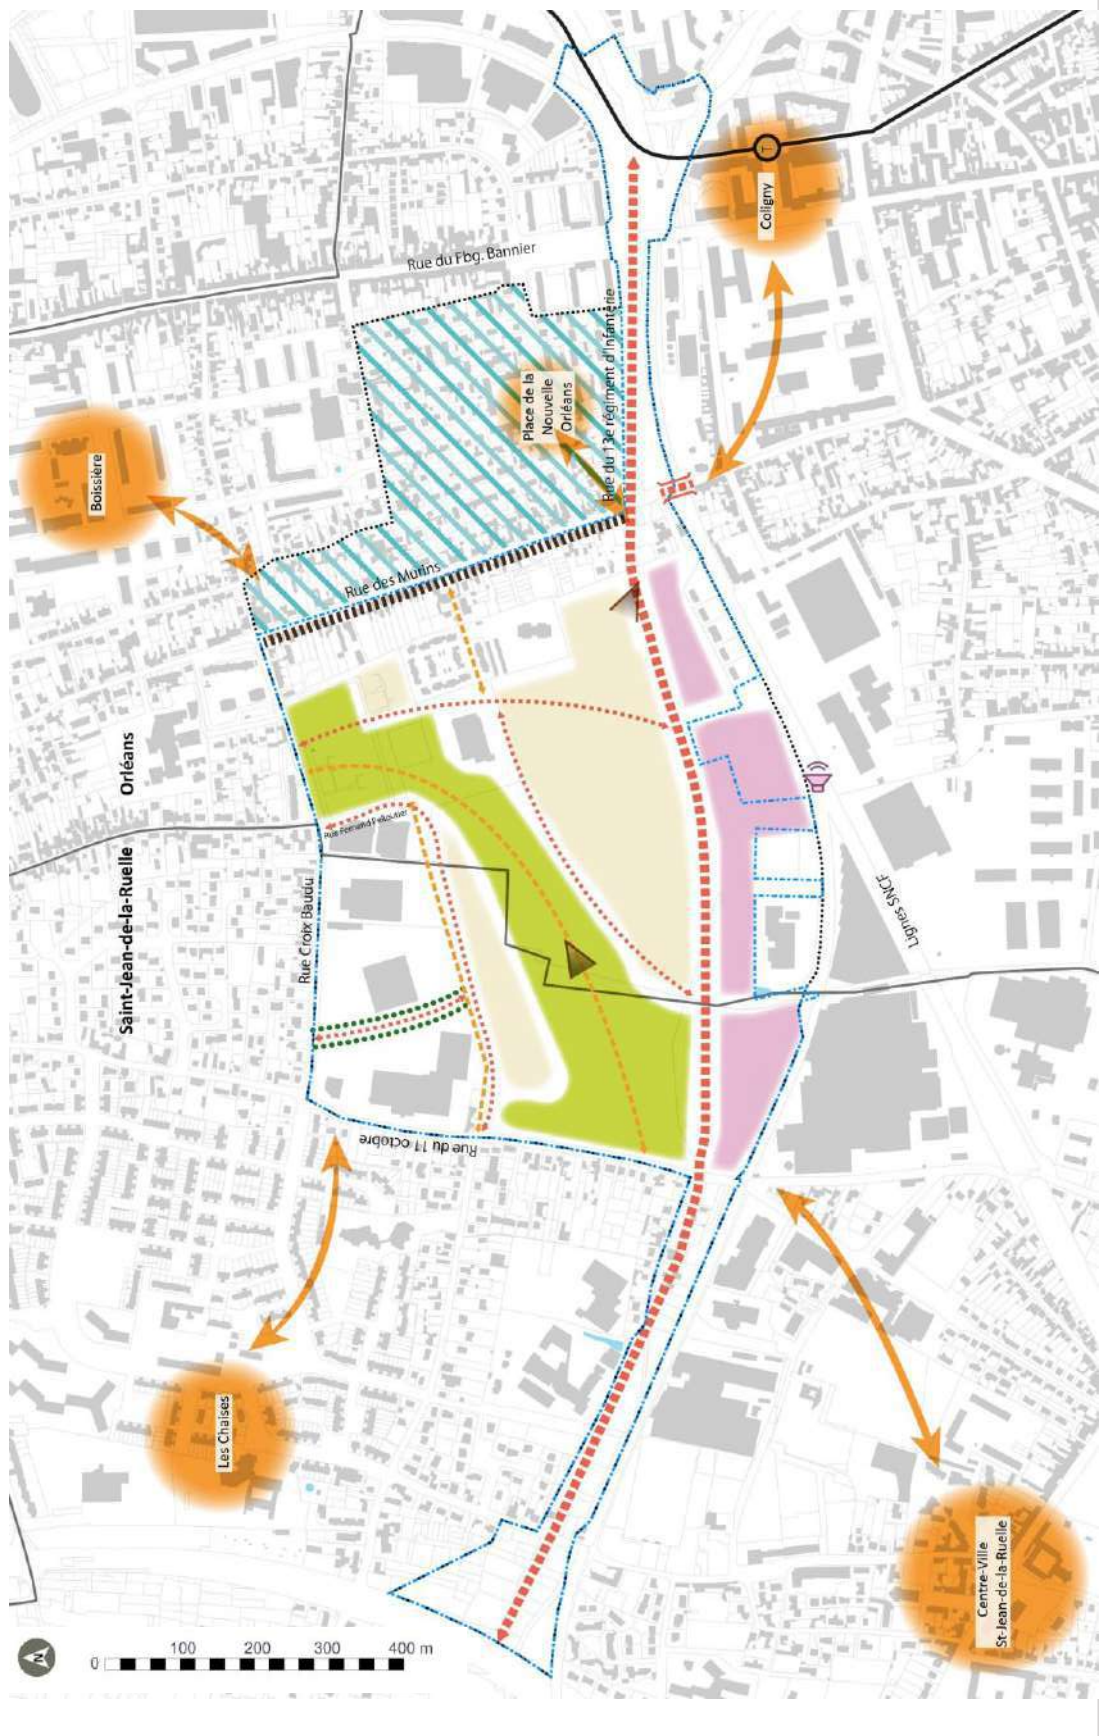 Rue du Fbg. Bannier
Coligny
T
Place de la
Nouvelle
Orléans
Rue du 13e régiment d'Infanterie
Boissière
Rue des Murins
Orléans
Saint-Jean-de-la-Ruelle
Rue Fernand Pelloutier
Rue Croix Baudu
Lignes SNCF
Rue du 11 octobre
Les Chaises
Centre-Ville
St-Jean-de-la-Ruelle
N
0 100 200 300 400 m